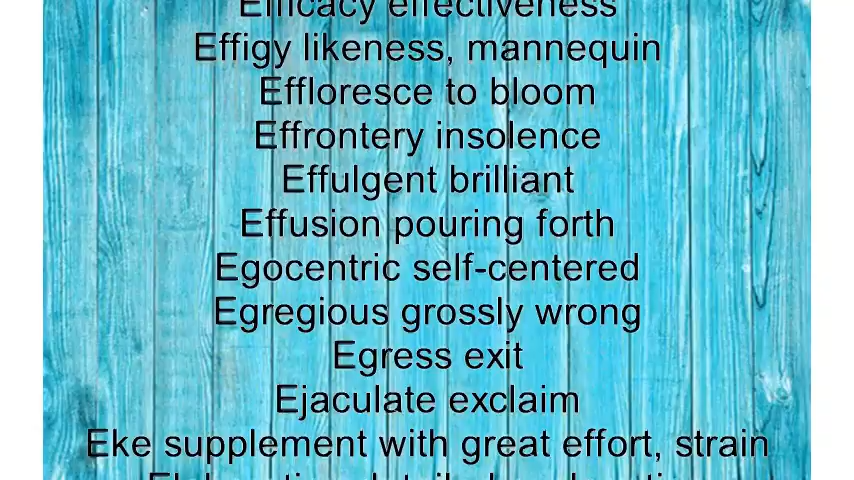 Efficacy effectiveness
Effigy likeness, mannequin
Effloresce to bloom
Effrontery insolence
Effulgent brilliant
Effusion pouring forth
Egocentric self-centered
Egregious grossly wrong
Egress exit
Ejaculate exclaim
Eke supplement with great effort, strain